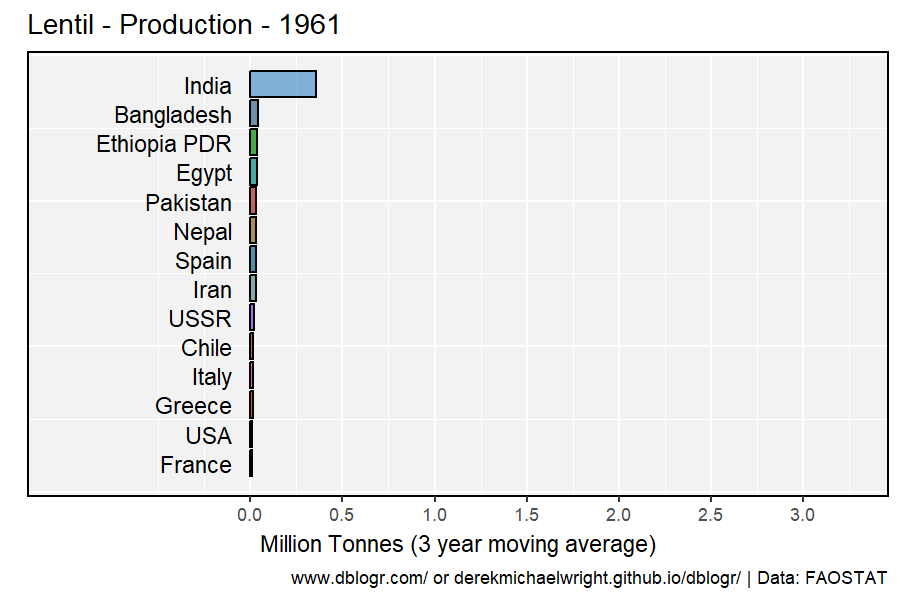 Lentil - Production - 1961
India
Bangladesh
Ethiopia PDR
Egypt
Pakistan
Nepal
Spain
Iran
USSR
Chile
Italy
Greece
USA
France
0.0 0.5 1.0 1.5 2.0 2.5 3.0
Million Tonnes (3 year moving average)
www.dblogr.com/ or derekmichaelwright.github.io/dblogr/ | Data: FAOSTAT